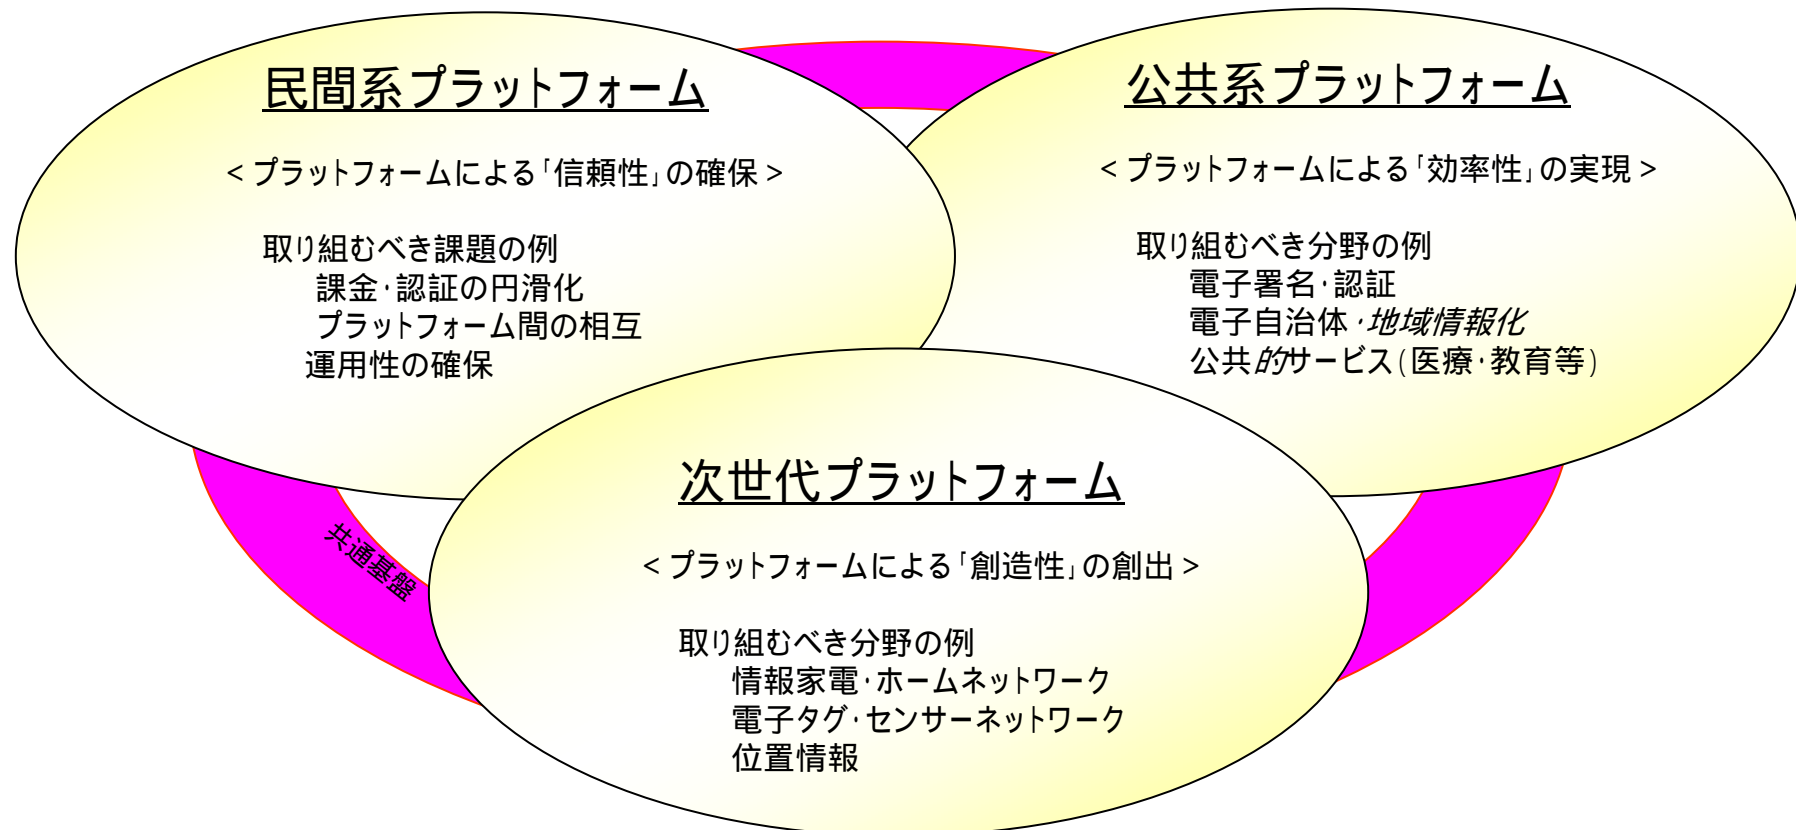 民間系プラットフォーム
<プラットフォームによる「信頼性」の確保>
取り組むべき課題の例
課金・認証の円滑化
プラットフォーム間の相互
運用性の確保
公共系プラットフォーム
<プラットフォームによる「効率性」の実現>
取り組むべき分野の例
電子署名・認証
電子自治体・地域情報化
公共的サービス(医療・教育等)
共通基盤
次世代プラットフォーム
<プラットフォームによる「創造性」の創出>
取り組むべき分野の例
情報家電・ホームネットワーク
電子タグ・センサーネットワーク
位置情報